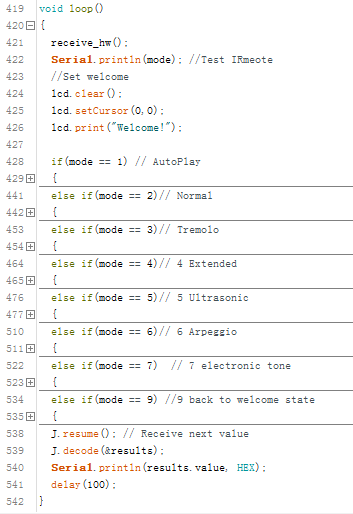 419 void loop()
420 {
421 receive_hw();
422 Serial.println(mode); //Test IRmeote
423 //Set welcome
424 lcd.clear();
425 lcd.setCursor(0,0);
426 lcd.print("Welcome!");
427
428 if(mode == 1) // AutoPlay
429 {
441 else if(mode == 2)// Normal
442 {
453 else if(mode == 3)// Tremolo
454 {
464 else if(mode == 4)// 4 Extended
465 {
476 else if(mode == 5)// 5 Ultrasonic
477 {
510 else if(mode == 6)// 6 Arpeggio
511 {
522 else if(mode == 7) // 7 electronic tone
523 {
534 else if(mode == 9) //9 back to welcome state
535 {
538 J.resume(); // Receive next value
539 J.decode(&results);
540 Serial.println(results.value, HEX);
541 delay(100);
542 }